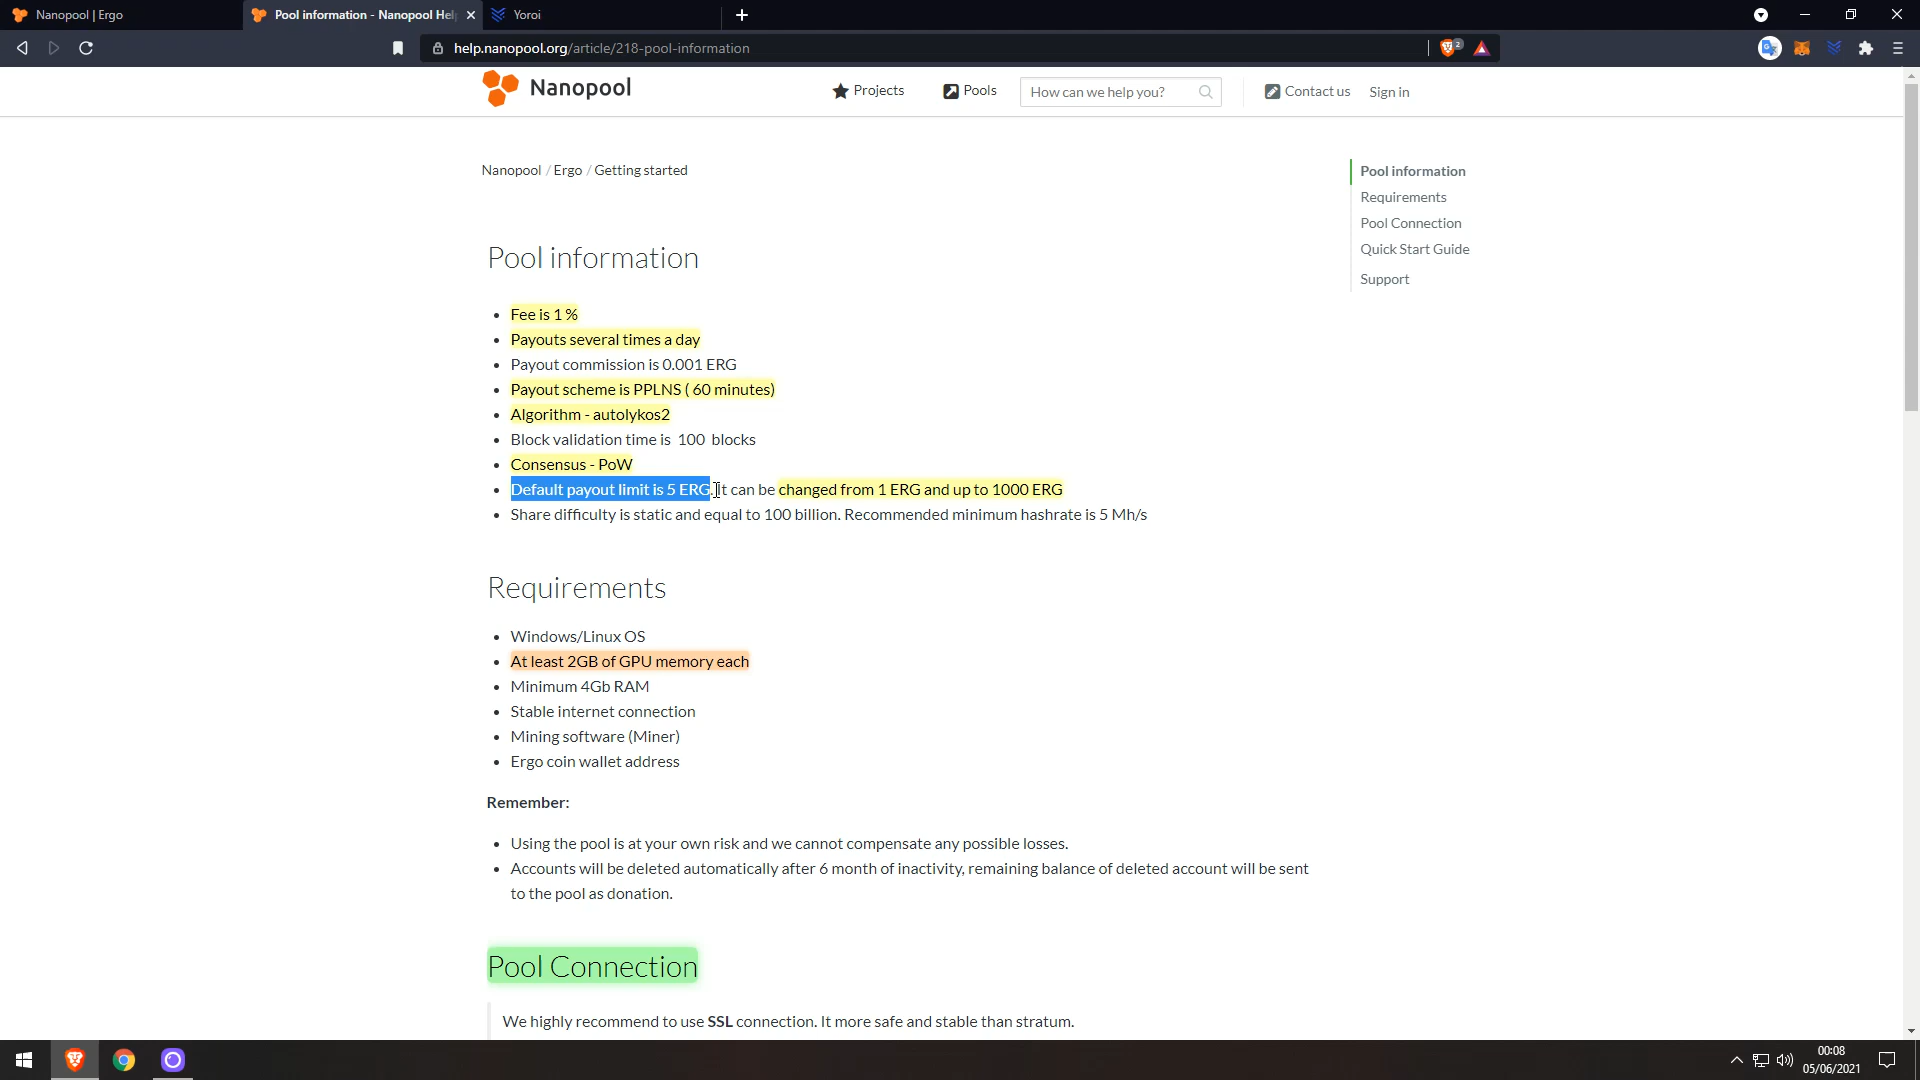 Nanopool | Ergo
Pool information - Nanopool Hel
Yoroi
help.nanopool.org/article/218-pool-information
2
Nanopool
Projects
Pools
How can we help you?
Contact us
Sign in
Nanopool / Ergo / Getting started
Pool information
Requirements
Pool Connection
Quick Start Guide
Support
Pool information
Fee is 1 %
Payouts several times a day
Payout commission is 0.001 ERG
Payout scheme is PPLNS ( 60 minutes)
Algorithm - autolykos2
Block validation time is 100 blocks
Consensus - PoW
Default payout limit is 5 ERG. It can be changed from 1 ERG and up to 1000 ERG
Share difficulty is static and equal to 100 billion. Recommended minimum hashrate is 5 Mh/s
Requirements
Windows/Linux OS
At least 2GB of GPU memory each
Minimum 4Gb RAM
Stable internet connection
Mining software (Miner)
Ergo coin wallet address
Remember:
Using the pool is at your own risk and we cannot compensate any possible losses.
Accounts will be deleted automatically after 6 month of inactivity, remaining balance of deleted account will be sent
to the pool as donation.
Pool Connection
We highly recommend to use SSL connection. It more safe and stable than stratum.
00:08
05/06/2021